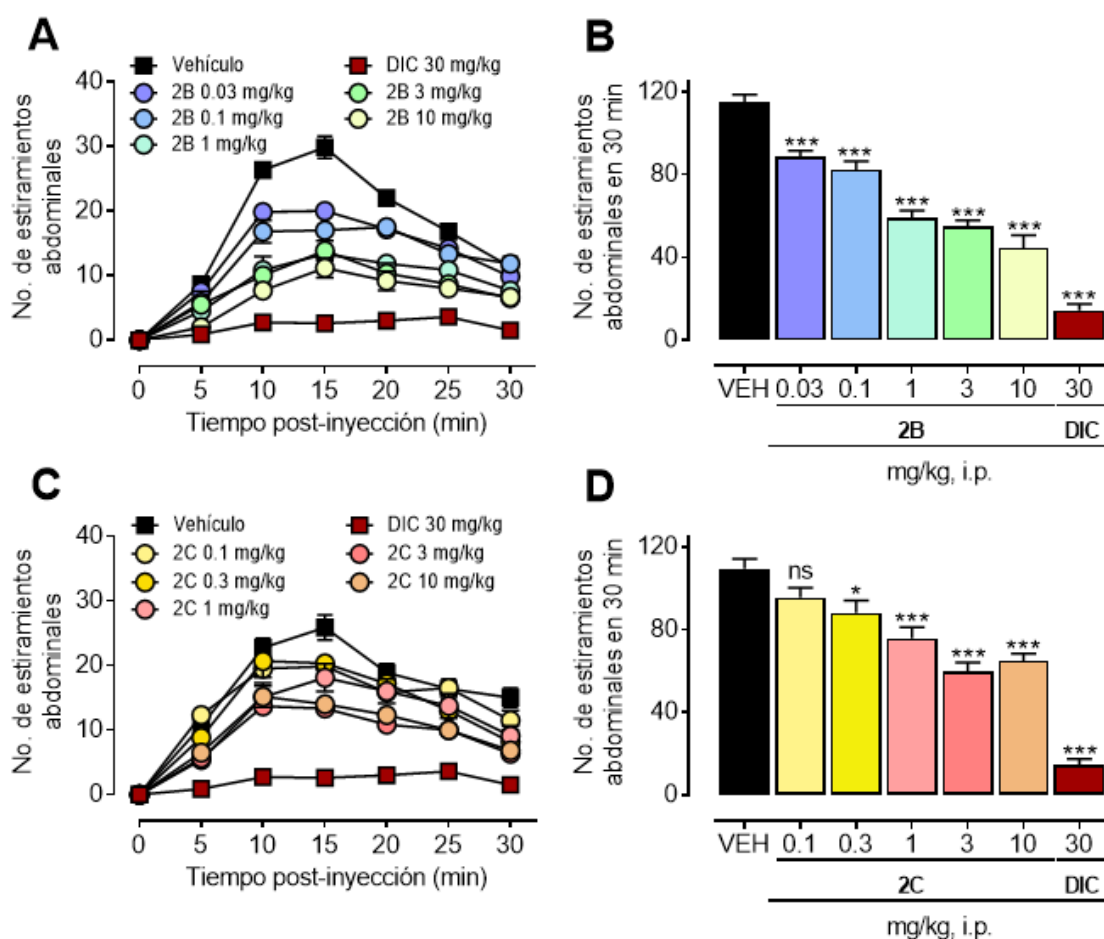 A
No. de estiramientos
abdominales
40
30
20
10
0
Vehículo
2B 0.03 mg/kg
2B 0.1 mg/kg
2B 1 mg/kg
DIC 30 mg/kg
2B 3 mg/kg
2B 10 mg/kg
0 5 10 15 20 25 30
Tiempo post-inyección (min)
B
No. de estiramientos
abdominales en 30 min
120
80
40
0
*** *** *** *** *** ***
VEH 0.03 0.1 1 3 10 30
2B DIC
mg/kg, i.p.
C
No. de estiramientos
abdominales
40
30
20
10
0
Vehículo
2C 0.1 mg/kg
2C 0.3 mg/kg
2C 1 mg/kg
DIC 30 mg/kg
2C 3 mg/kg
2C 10 mg/kg
0 5 10 15 20 25 30
Tiempo post-inyección (min)
D
No. de estiramientos
abdominales en 30 min
120
80
40
0
ns * *** *** *** ***
VEH 0.1 0.3 1 3 10 30
2C DIC
mg/kg, i.p.